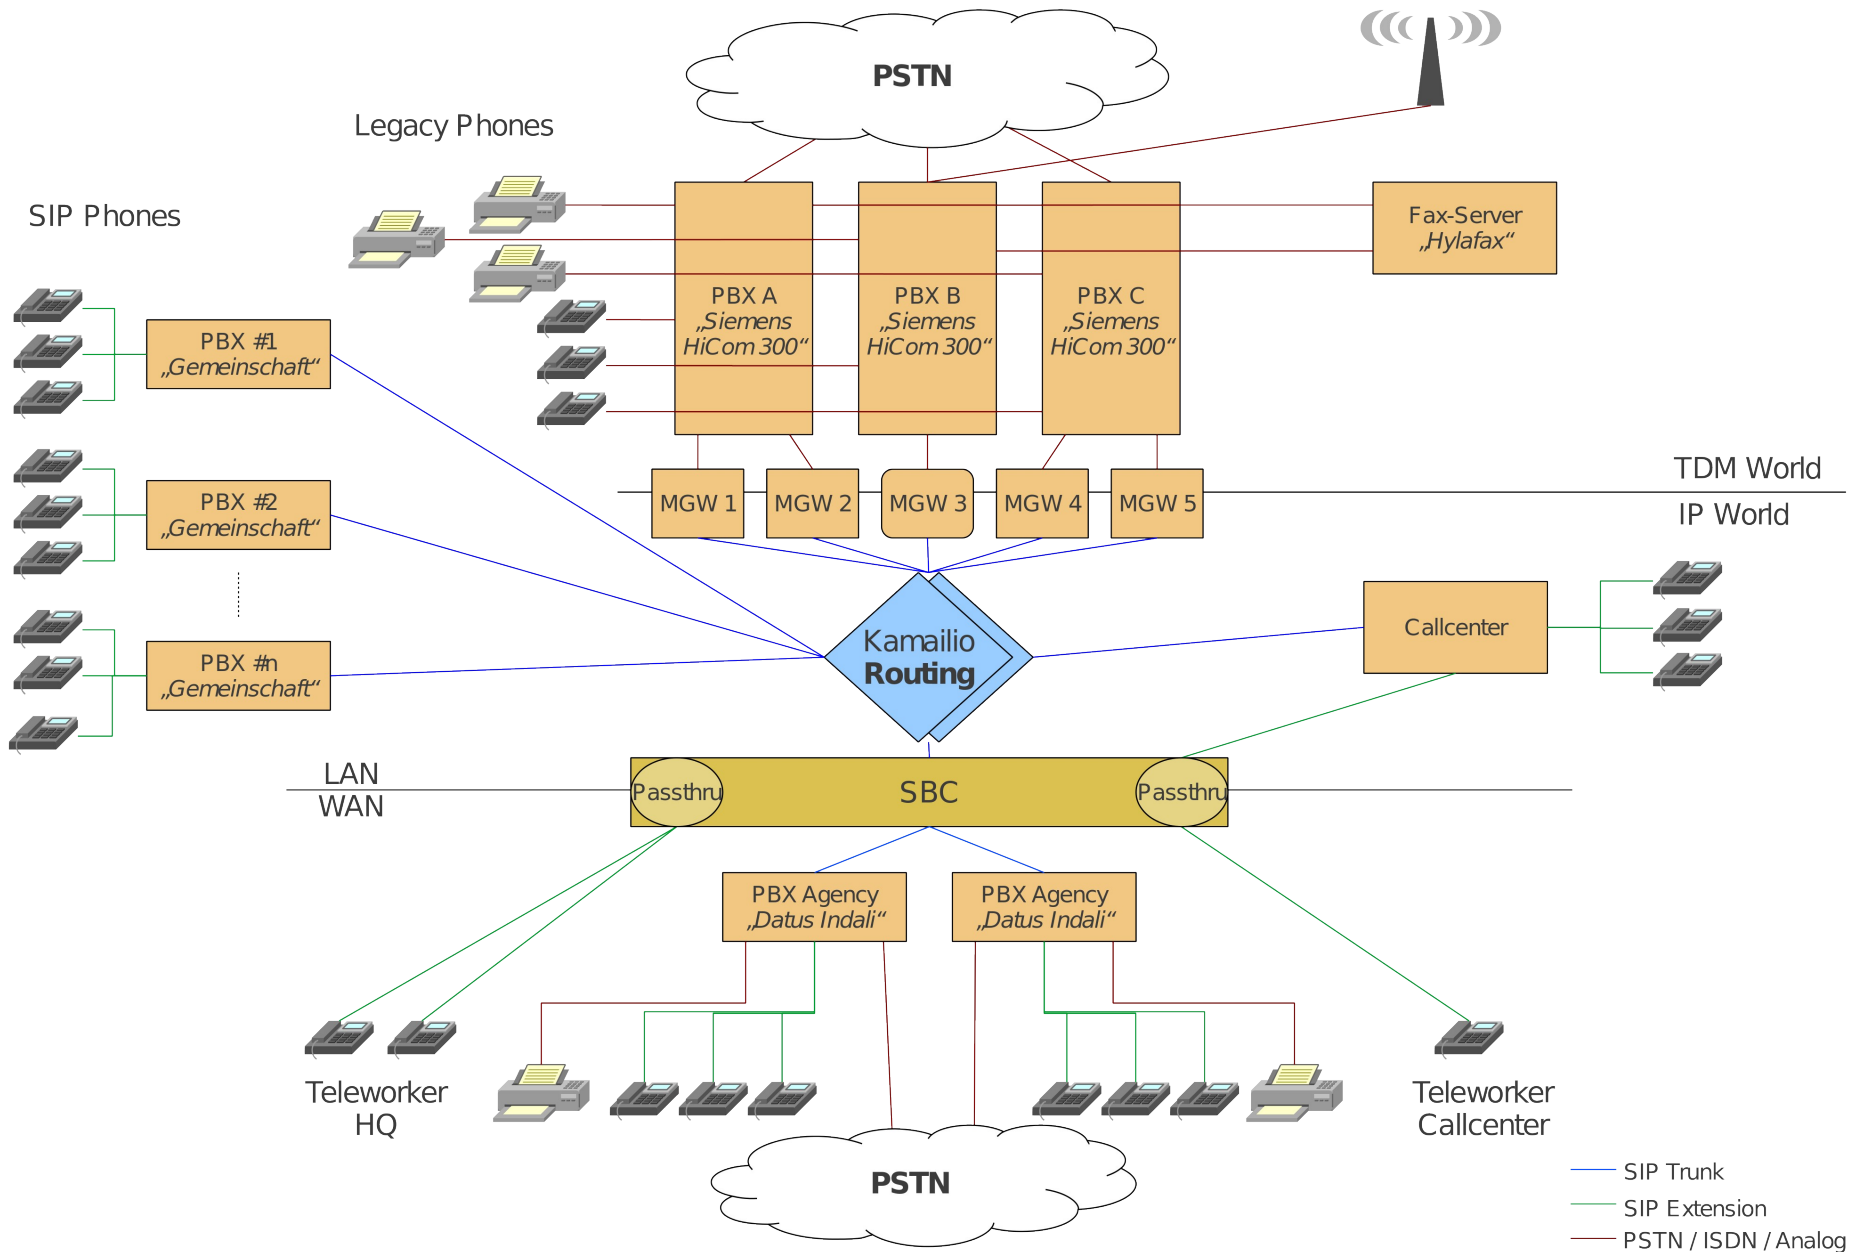 PSTN
Legacy Phones
SIP Phones
Fax-Server
„Hylafax“
PBX A
„Siemens
HiCom 300“
PBX B
„Siemens
HiCom 300“
PBX C
„Siemens
HiCom 300“
PBX #1
„Gemeinschaft“
PBX #2
„Gemeinschaft“
PBX #n
„Gemeinschaft“
MGW 1
MGW 2
MGW 3
MGW 4
MGW 5
TDM World
IP World
Kamailio
Routing
Callcenter
LAN
WAN
Passthru
SBC
Passthru
PBX Agency
„Datus Indali“
PBX Agency
„Datus Indali“
Teleworker
HQ
Teleworker
Callcenter
PSTN
SIP Trunk
SIP Extension
PSTN / ISDN / Analog